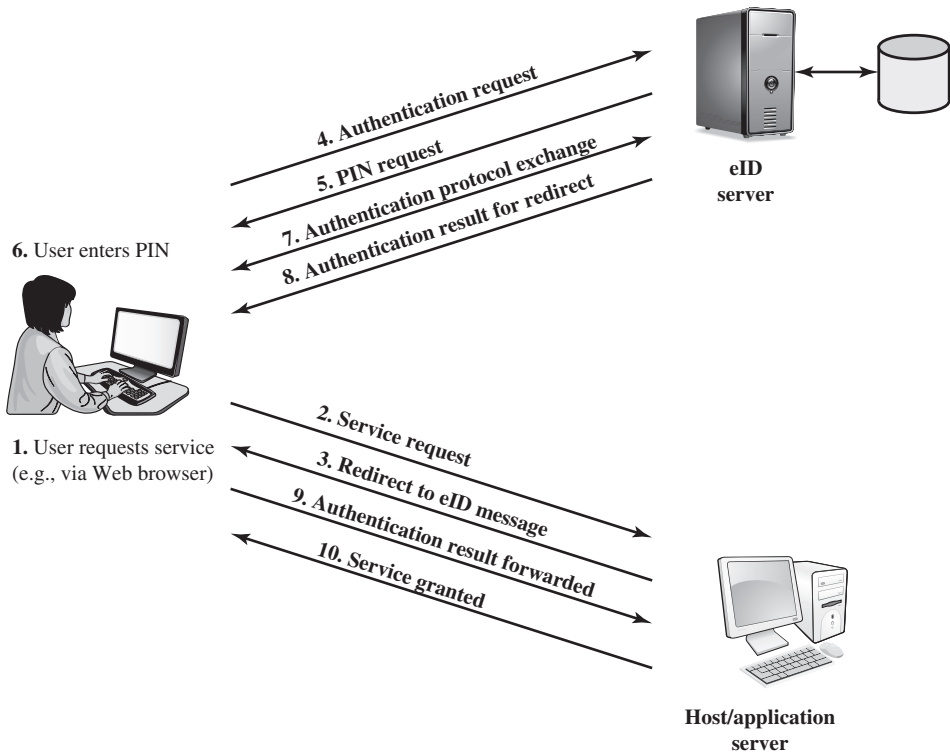 4. Authentication request
5. PIN request
7. Authentication protocol exchange
8. Authentication result for redirect
eID
server
6. User enters PIN
1. User requests service
(e.g., via Web browser)
2. Service request
3. Redirect to eID message
9. Authentication result forwarded
10. Service granted
Host/application
server